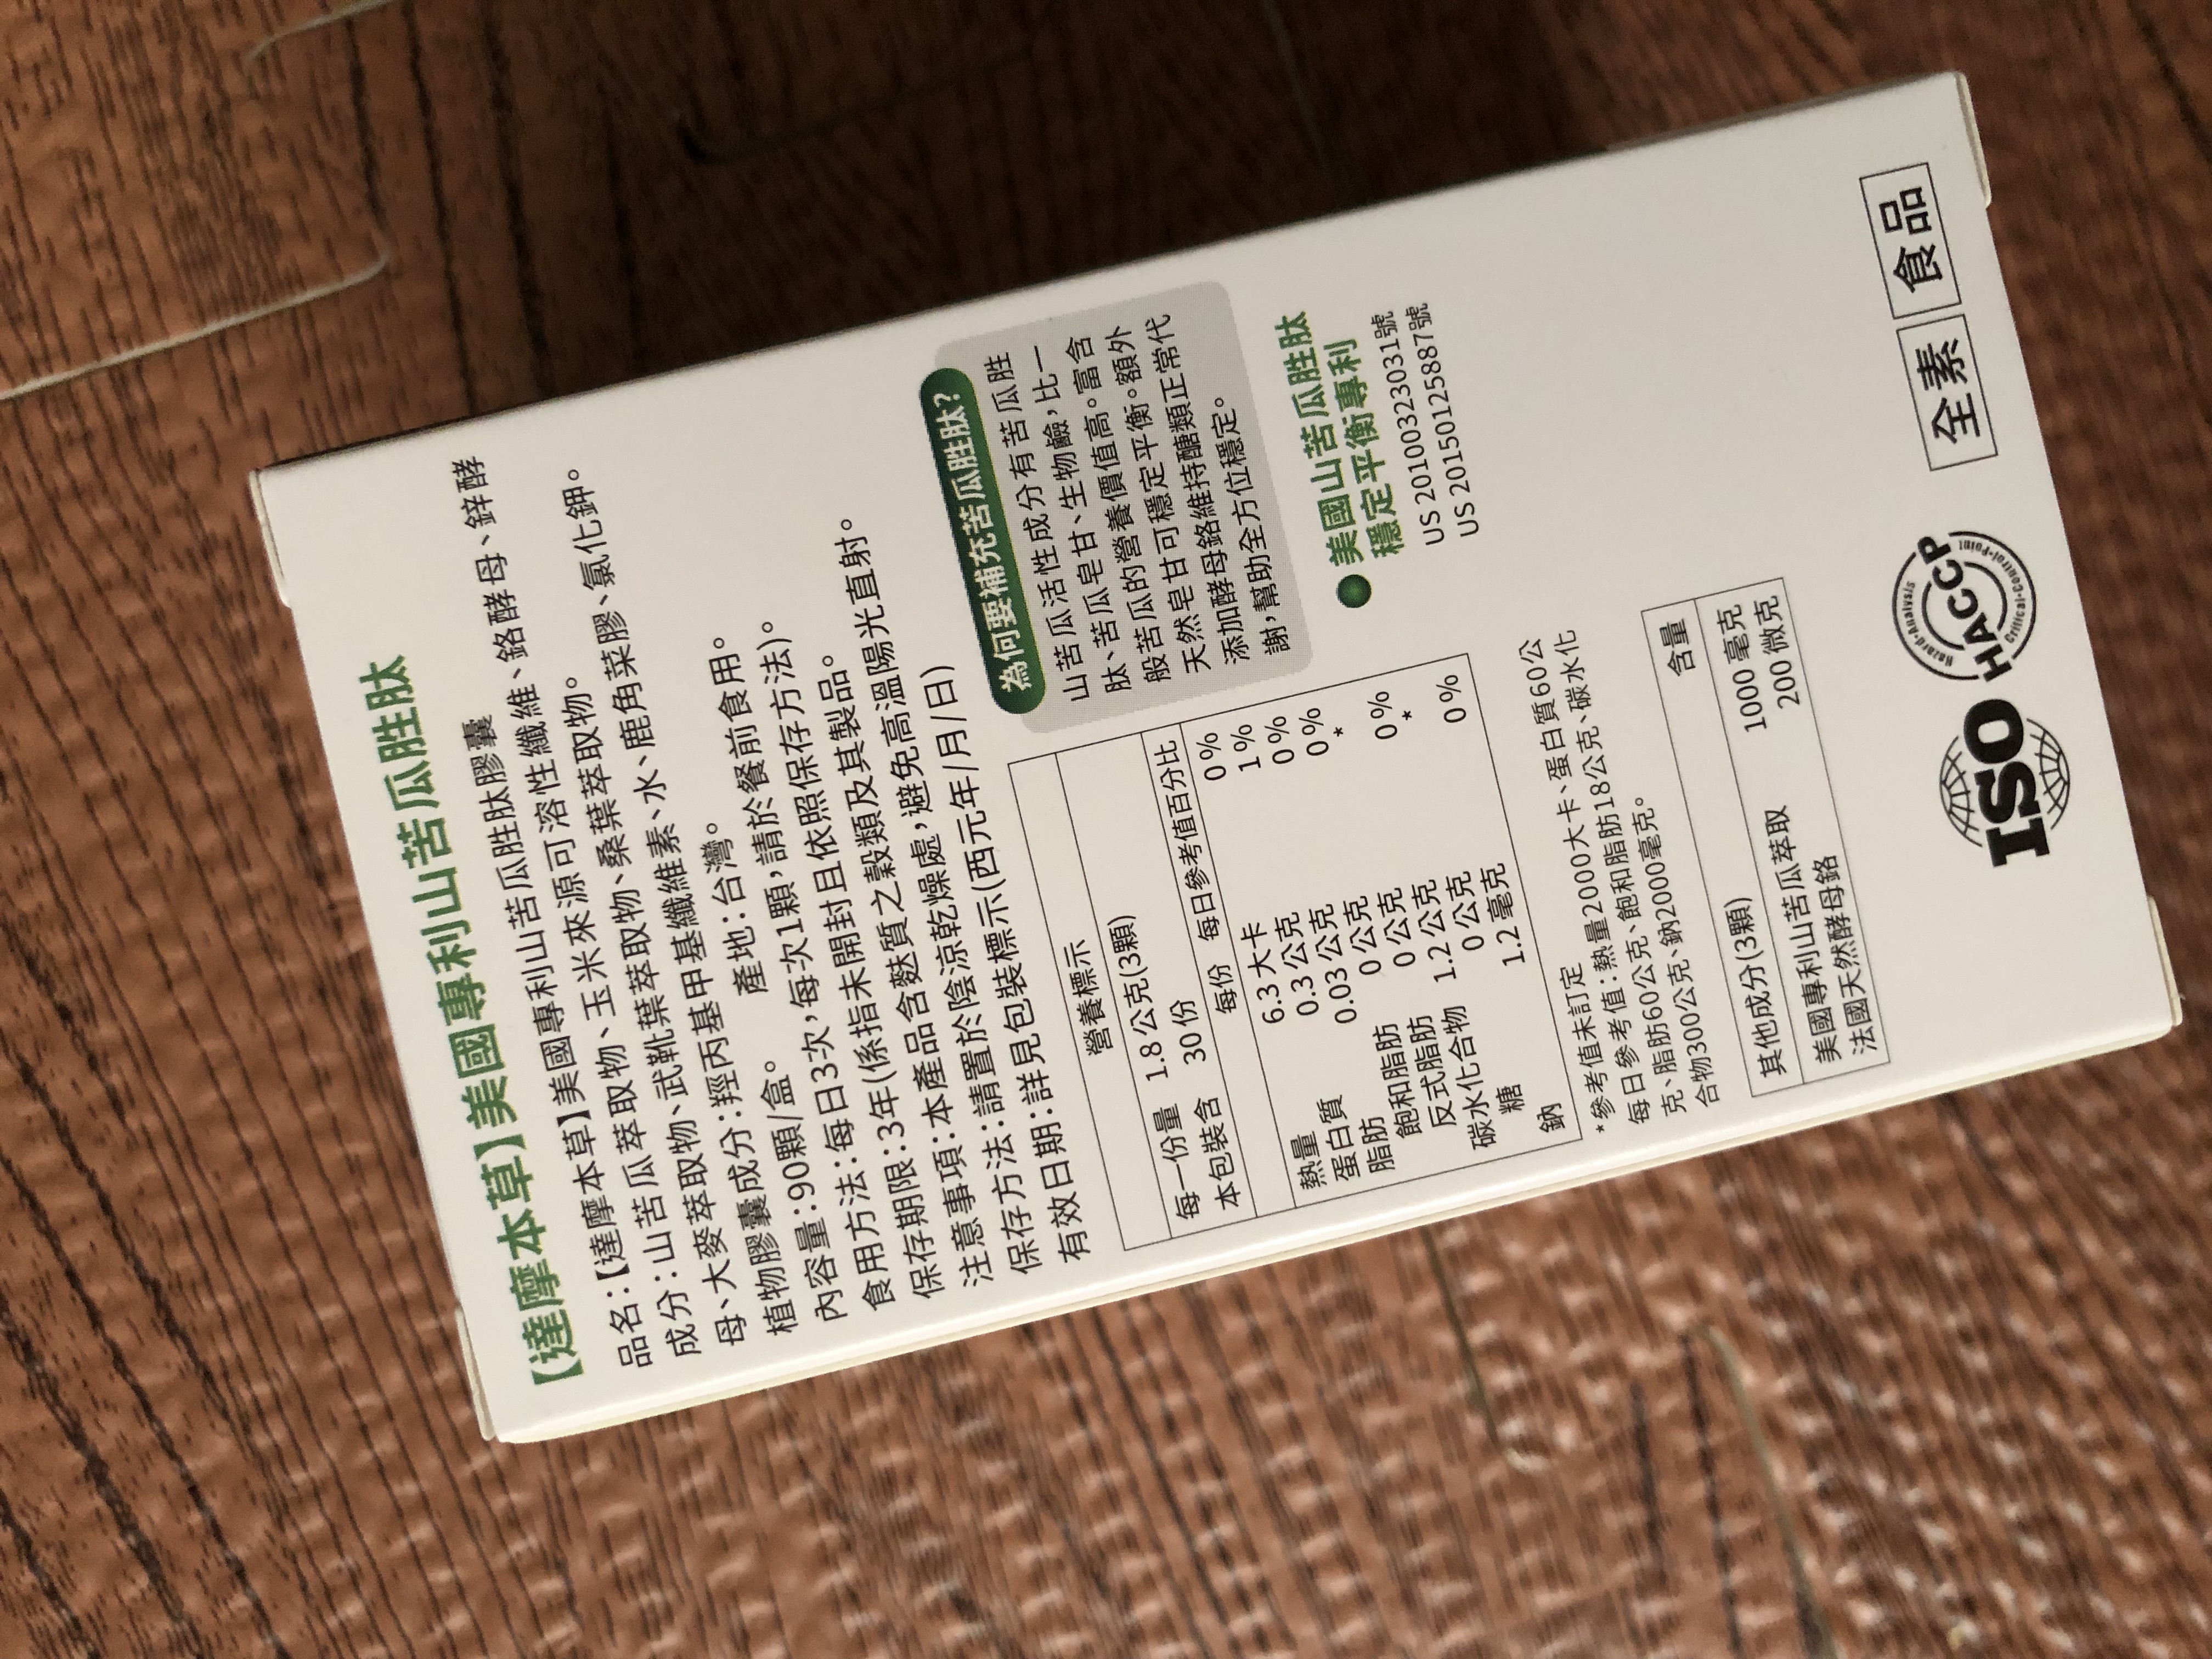 【達摩本草】美國專利山苦瓜胜肽
品名:【達摩本草】美國專利山苦瓜胜肽膠囊
成分:山苦瓜萃取物、玉米來源可溶性纖維、鉻酵母、鋅酵
母、大麥萃取物、武靴葉萃取物、桑葉萃取物。
植物膠囊成分:羥丙基甲基纖維素、水、鹿角菜膠、氯化鉀。
內容量:90顆/盒。 產地:台灣。
食用方法:每日3次,每次1顆,請於餐前食用。
保存期限:3年(係指未開封且依照保存方法)。
注意事項:本產品含麩質之穀類及其製品。
保存方法:請置於陰涼乾燥處,避免高溫陽光直射。
有效日期:詳見包裝標示(西元年/月/日)
營養標示
每一份量 1.8 公克(3顆)
本包裝含 30 份
每份 每日參考值百分比
熱量 6.3 大卡 0%
蛋白質 0.3 公克 1%
脂肪 0.03 公克 0%
飽和脂肪 0 公克 0%
反式脂肪 0 公克 *
碳水化合物 1.2 公克 0%
糖 0 公克 *
鈉 1.2 毫克 0%
*參考值未訂定
每日參考值:熱量2000大卡、蛋白質60公
克、脂肪60公克、飽和脂肪18公克、碳水化
合物300公克、鈉2000毫克。
其他成分(3顆) 含量
美國專利山苦瓜萃取 1000 毫克
法國天然酵母鉻 200 微克
為何要補充苦瓜胜肽?
山苦瓜活性成分有苦瓜胜
肽、苦瓜皂甘、生物鹼,比一
般苦瓜的營養價值高。富含
天然皂甘可穩定平衡。額外
添加酵母鉻維持醣類正常代
謝,幫助全方位穩定。
美國山苦瓜胜肽
穩定平衡專利
US 20100323031號
US 20150125887號
ISO
Hazard-Analysis
HACCP
Critical-Control-Point
全素
食品